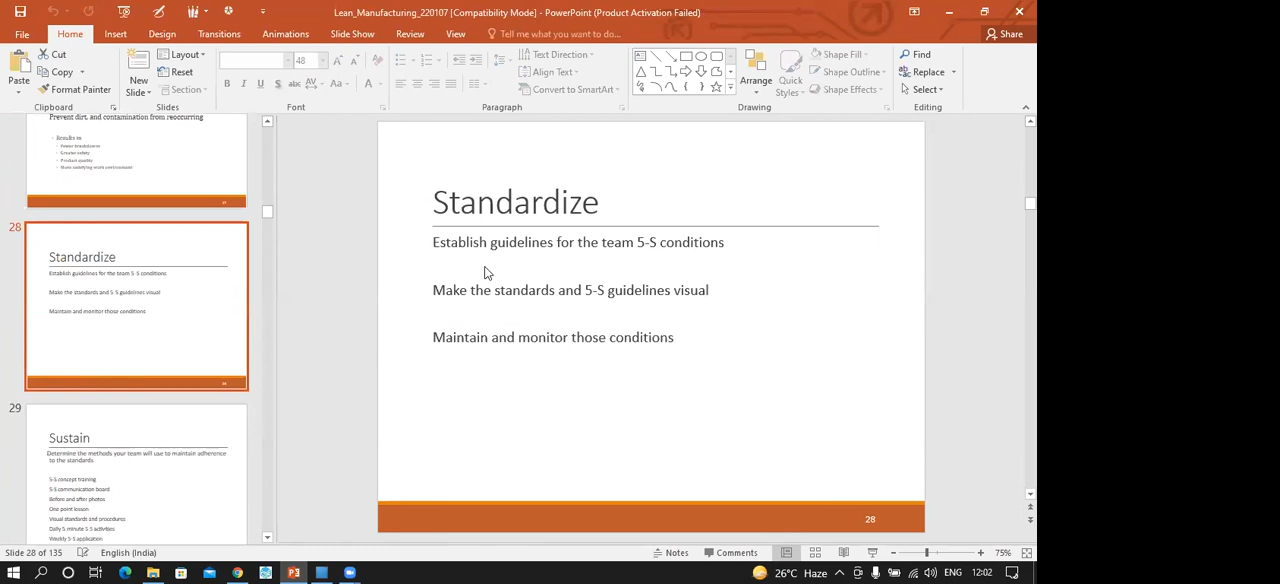 Lean_Manufacturing_220107 [Compatibility Mode] - PowerPoint (Product Activation Failed)
File Home Insert Design Transitions Animations Slide Show Review View Tell me what you want to do... Share
Cut
Copy
Format Painter
Paste
Clipboard
New
Slide
Layout
Reset
Section
Slides
48
B I U S abc AV Aa A
Font
Text Direction
Align Text
Convert to SmartArt
Paragraph
Arrange
Quick
Styles
Shape Fill
Shape Outline
Shape Effects
Drawing
Find
Replace
Select
Editing
Prevent dirt, and contamination from reoccurring
Results in
Fewer breakdowns
Greater safety
Product quality
More satisfying work environment
28
Standardize
Establish guidelines for the team 5-S conditions
Make the standards and 5-S guidelines visual
Maintain and monitor those conditions
29
Sustain
Determine the methods your team will use to maintain adherence
to the standards
5-S concept training
5-S communication board
Before and after photos
One point lesson
Visual standards and procedures
Daily 5-minute 5-S activities
Weekly 5-S application
Standardize
Establish guidelines for the team 5-S conditions
Make the standards and 5-S guidelines visual
Maintain and monitor those conditions
28
Slide 28 of 135 English (India) Notes Comments 75%
26°C Haze ENG 12:02